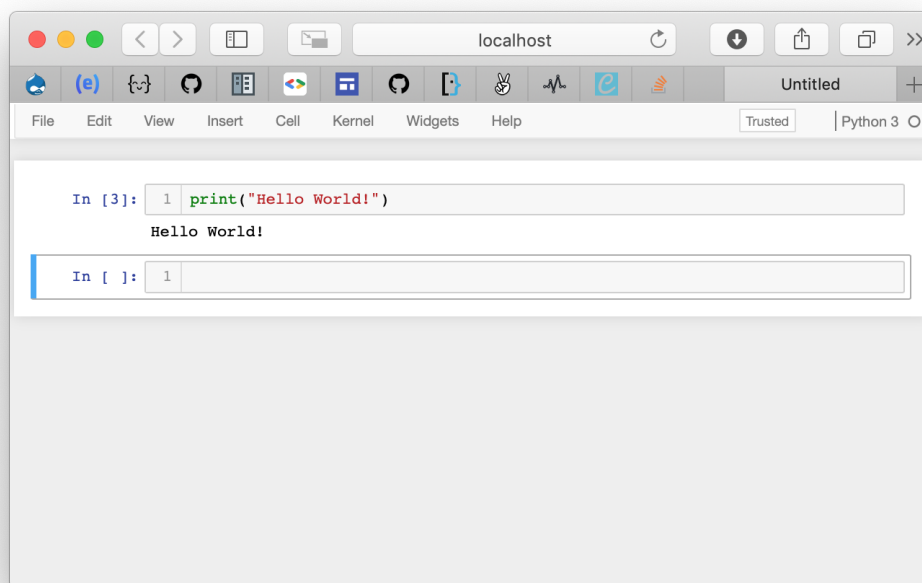 localhost
(e) {~} Untitled
File Edit View Insert Cell Kernel Widgets Help Trusted Python 3
In [3]: 1 print("Hello World!")
Hello World!
In [ ]: 1